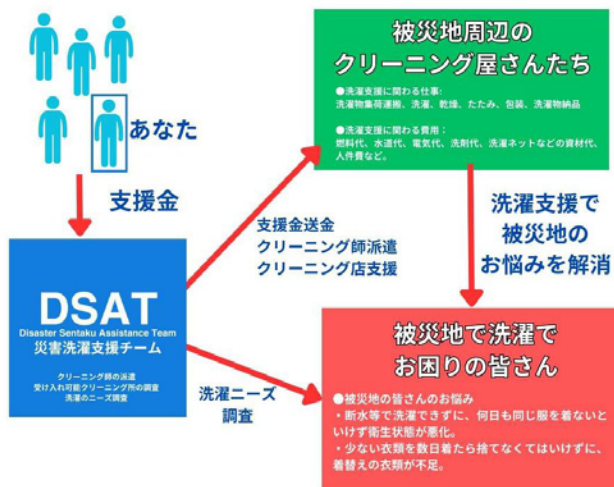 あなた
支援金
DSAT
Disaster Sentaku Assistance Team
災害洗濯支援チーム
クリーニング師の派遣
受け入れ可能クリーニング所の調査
洗濯のニーズ調査
支援金送金
クリーニング師派遣
クリーニング店支援
洗濯ニーズ
調査
被災地周辺の
クリーニング屋さんたち
●洗濯支援に関わる仕事:
洗濯物集荷運搬、洗濯、乾燥、たたみ、包装、洗濯物納品
●洗濯支援に関わる費用：
燃料代、水道代、電気代、洗剤代、洗濯ネットなどの資材代、
人件費など。
洗濯支援で
被災地の
お悩みを解消
被災地で洗濯で
お困りの皆さん
●被災地の皆さんのお悩み
・断水等で洗濯できずに、何日も同じ服を着ないと
いけず衛生状態が悪化。
・少ない衣類を数日着たら捨てなくてはいけずに、
着替えの衣類が不足。